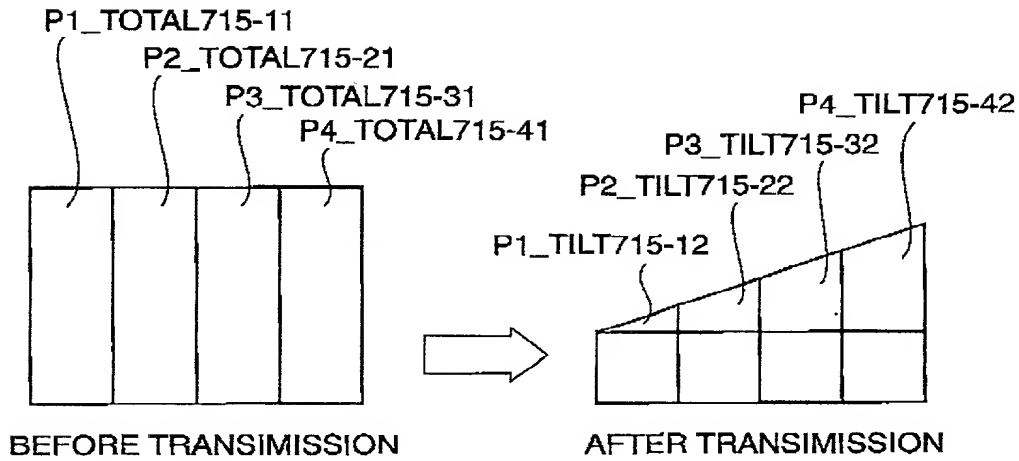 P1_TOTAL715-11
P2_TOTAL715-21
P3_TOTAL715-31
P4_TOTAL715-41
P4_TILT715-42
P3_TILT715-32
P2_TILT715-22
P1_TILT715-12
BEFORE TRANSIMISSION
AFTER TRANSIMISSION